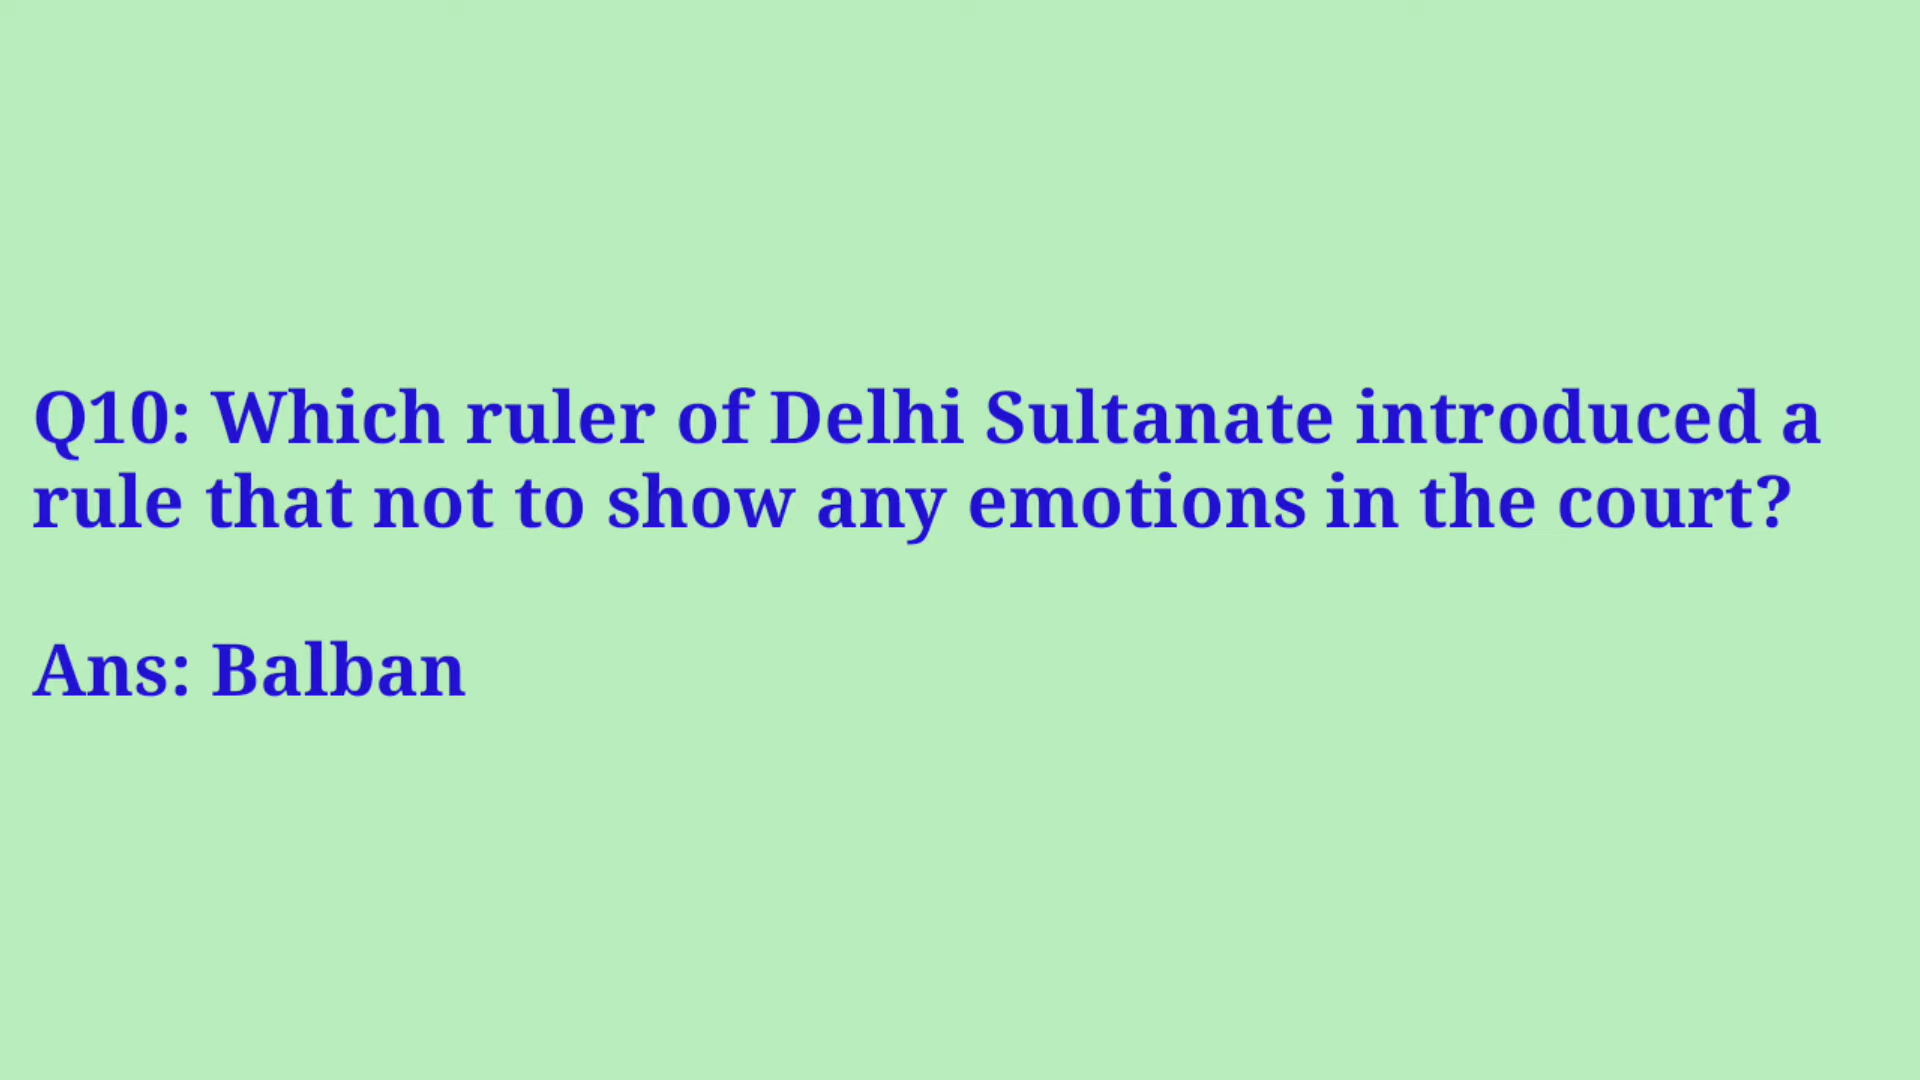 Q10: Which ruler of Delhi Sultanate introduced a
rule that not to show any emotions in the court?
Ans: Balban